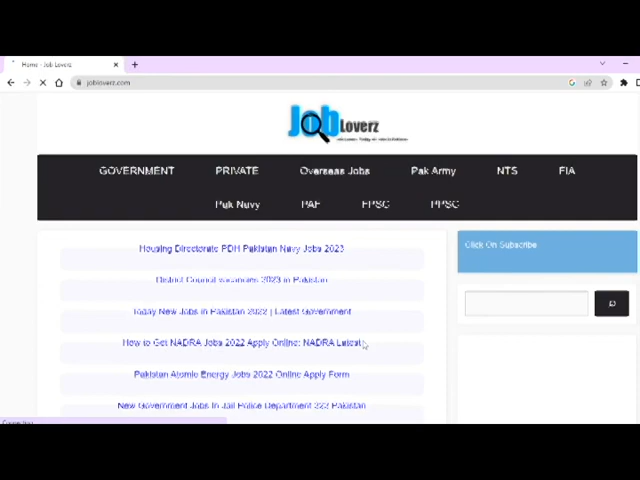 Home - Job Loverz
jobloverz.com
Job Loverz
GOVERNMENT PRIVATE Overseas Jobs Pak Army NTS FIA
Pak Navy PAF FPSC PPSC
Housing Directorate PDH Pakistan Navy Jobs 2023
Click On Subscribe
District Council vacancies 2023 in Pakistan
Today New Jobs in Pakistan 2022 | Latest Government
How to Get NADRA Jobs 2022 Apply Online: NADRA Latest
Pakistan Atomic Energy Jobs 2022 Online Apply Form
New Government Jobs In Jail Police Department 222 Pakistan